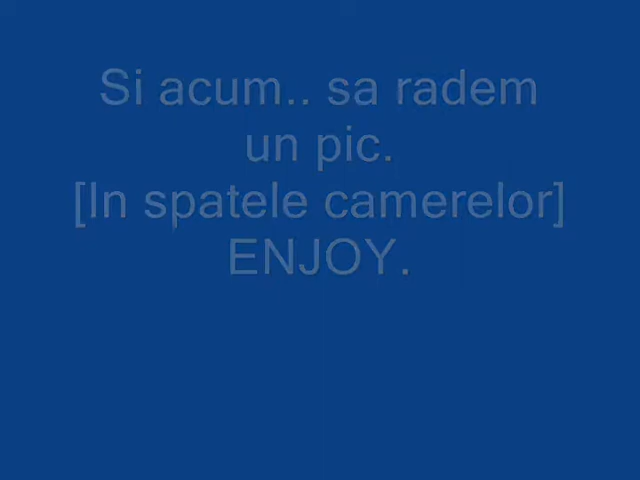 Si acum.. sa radem
un pic.
[In spatele camerelor]
ENJOY.